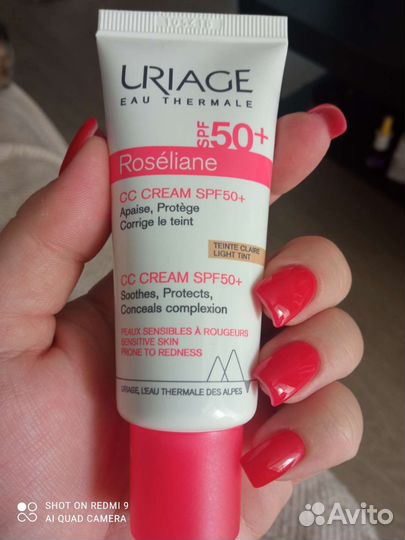 URIAGE
EAU THERMALE
SPF 50+
Roséliane
CC CREAM SPF50+
Apaise, Protège
Corrige le teint
TEINTE CLAIRE
LIGHT TINT
CC CREAM SPF50+
Soothes, Protects,
Conceals complexion
PEAUX SENSIBLES À ROUGEURS
SENSITIVE SKIN
PRONE TO REDNESS
URIAGE, L'EAU THERMALE DES ALPES
SHOT ON REDMI 9
AI QUAD CAMERA
Avito